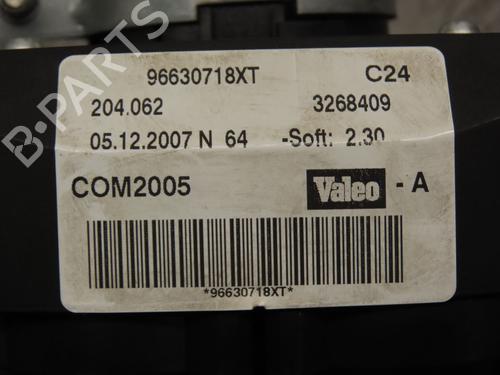 96630718XT C24
204.062 3268409
05.12.2007 N 64 -Soft: 2.30
COM2005 Valeo - A
*96630718XT*
B-PARTS